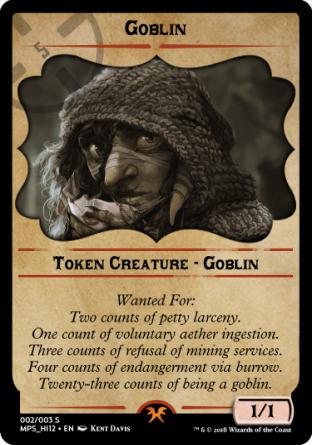 Goblin
5
Token Creature - Goblin
Wanted For:
Two counts of petty larceny.
One count of voluntary aether ingestion.
Three counts of refusal of mining services.
Four counts of endangerment via burrow.
Twenty-three counts of being a goblin.
1/1
002/003 S
MPS_HI12 • EN Kent Davis
™ & © 2018 Wizards of the Coast